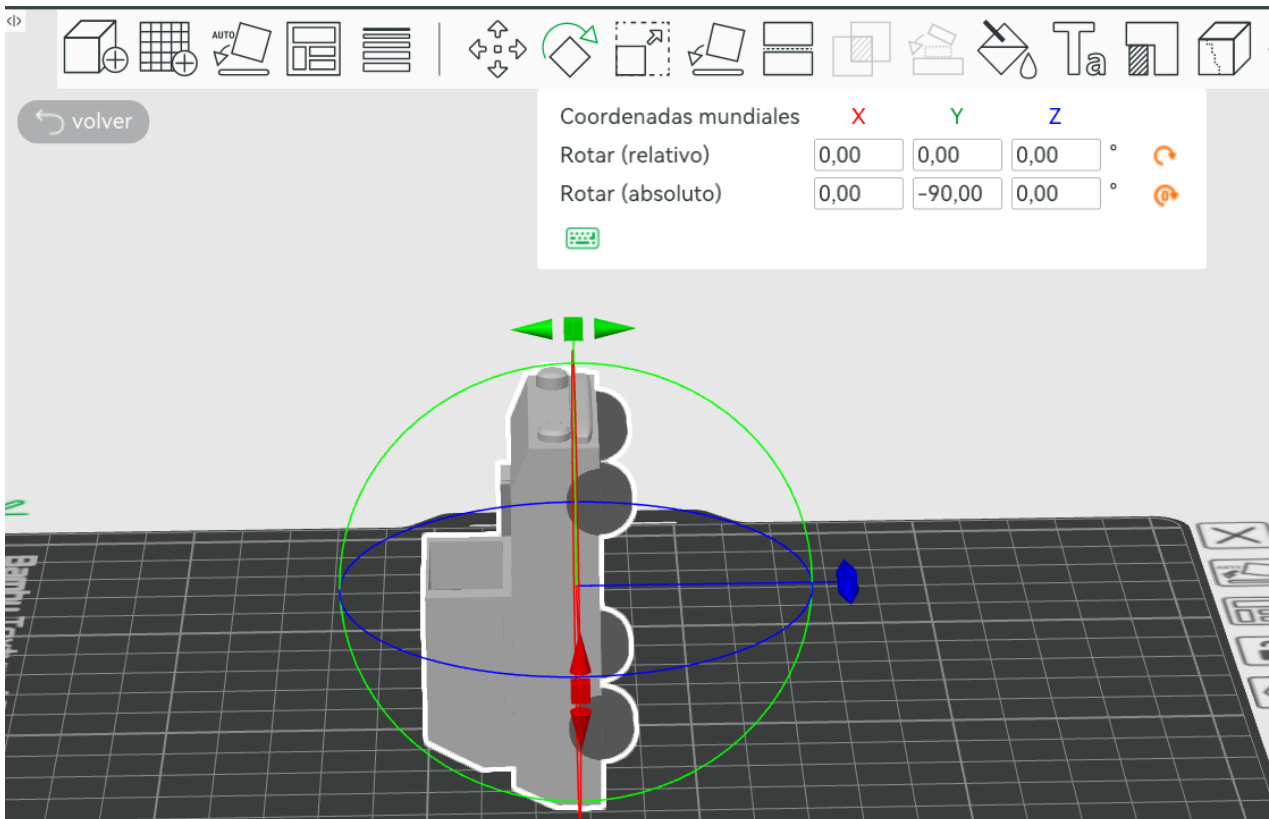 AUTO
Ta
volver
Coordenadas mundiales X Y Z
Rotar (relativo) 0,00 0,00 0,00 °
Rotar (absoluto) 0,00 -90,00 0,00 °
0